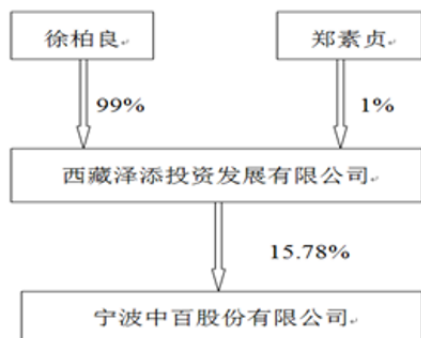 徐柏良
郑素贞
99%
1%
西藏泽添投资发展有限公司
15.78%
宁波中百股份有限公司